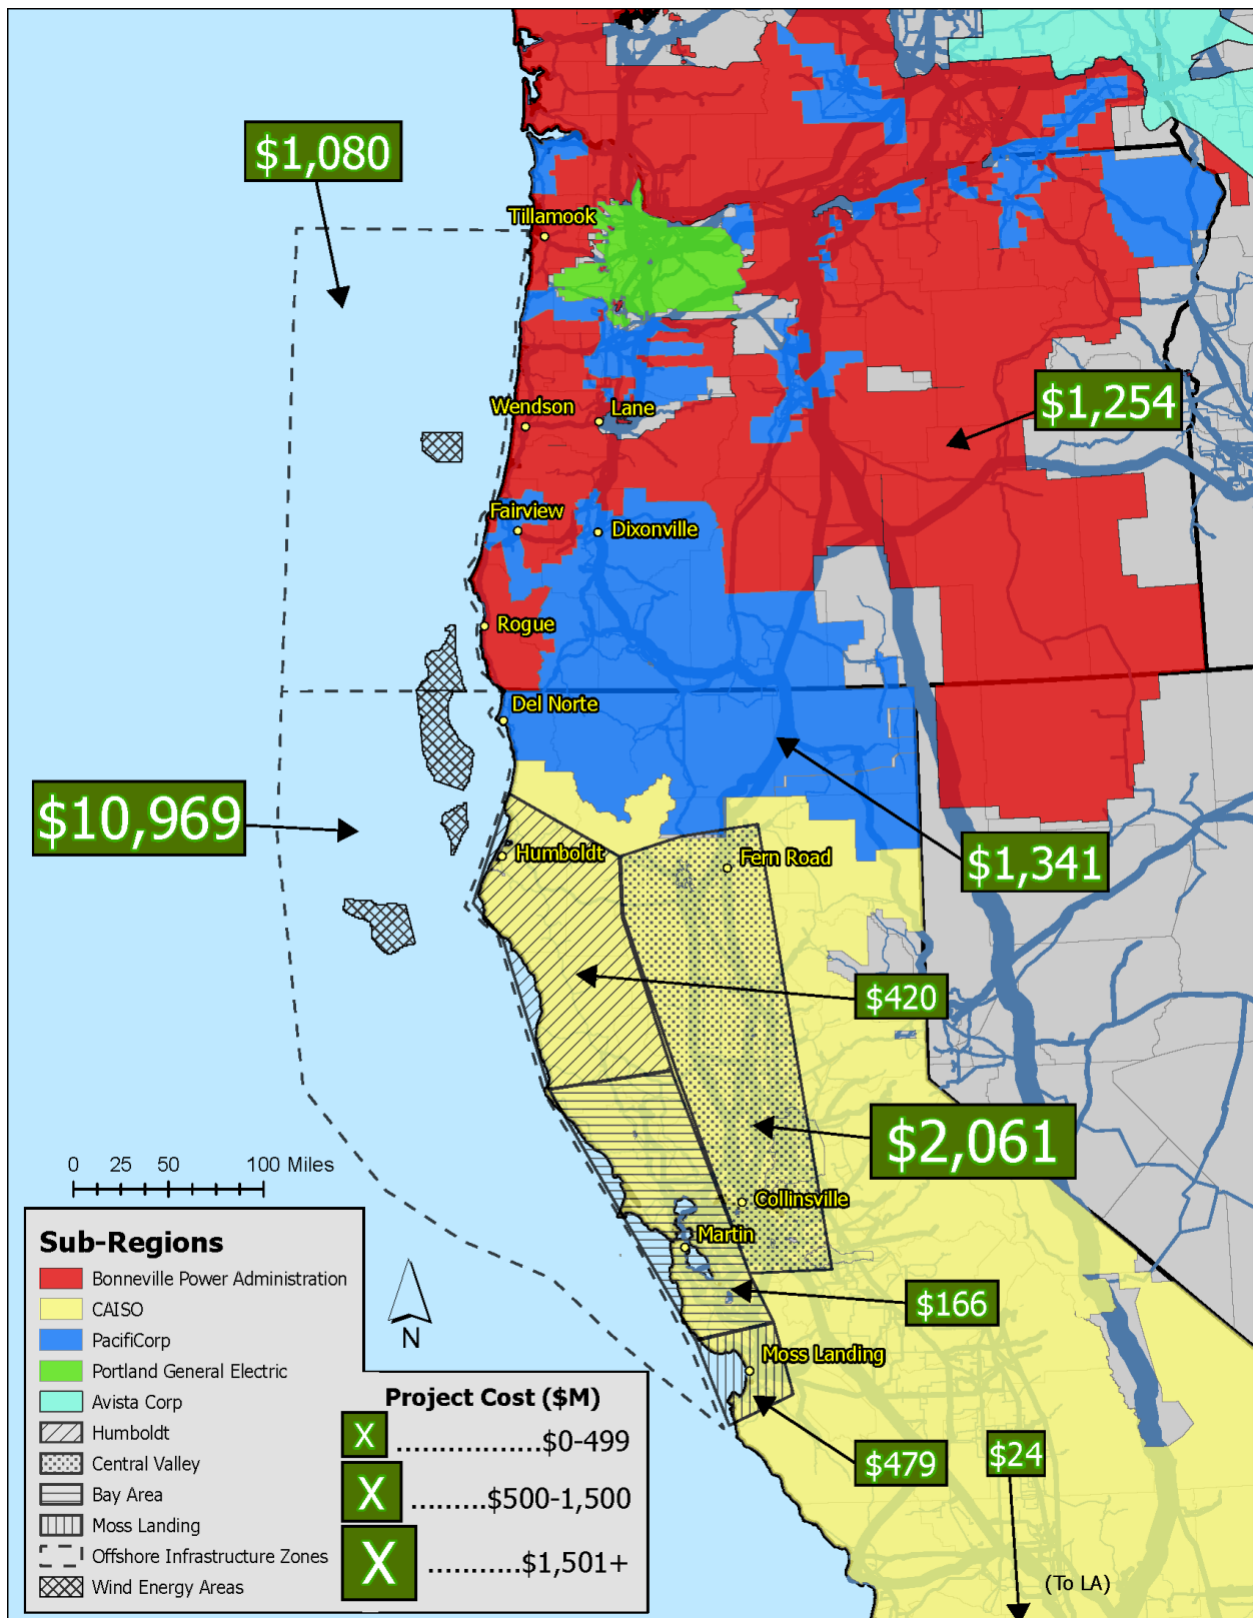 $1,080
Tillamook
$1,254
Wendson
Lane
Fairview
Dixonville
Rogue
Del Norte
$10,969
Humboldt
Fern Road
$1,341
$420
$2,061
0 25 50 100 Miles
Collinsville
Martin
$166
Moss Landing
$479
$24
(To LA)
N
Sub-Regions
Bonneville Power Administration
CAISO
PacifiCorp
Portland General Electric
Avista Corp
Humboldt
Central Valley
Bay Area
Moss Landing
Offshore Infrastructure Zones
Wind Energy Areas
Project Cost ($M)
X .................$0-499
X .........$500-1,500
X ...........$1,501+